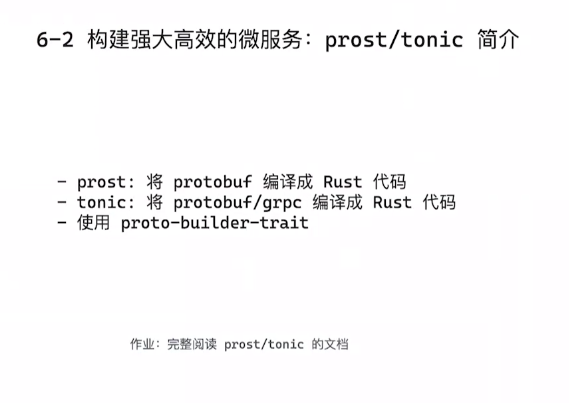 6-2 构建强大高效的微服务：prost/tonic 简介
- prost: 将 protobuf 编译成 Rust 代码
- tonic: 将 protobuf/grpc 编译成 Rust 代码
- 使用 proto-builder-trait
作业：完整阅读 prost/tonic 的文档